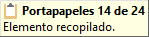 Portapapeles 14 de 24
Elemento recopilado.